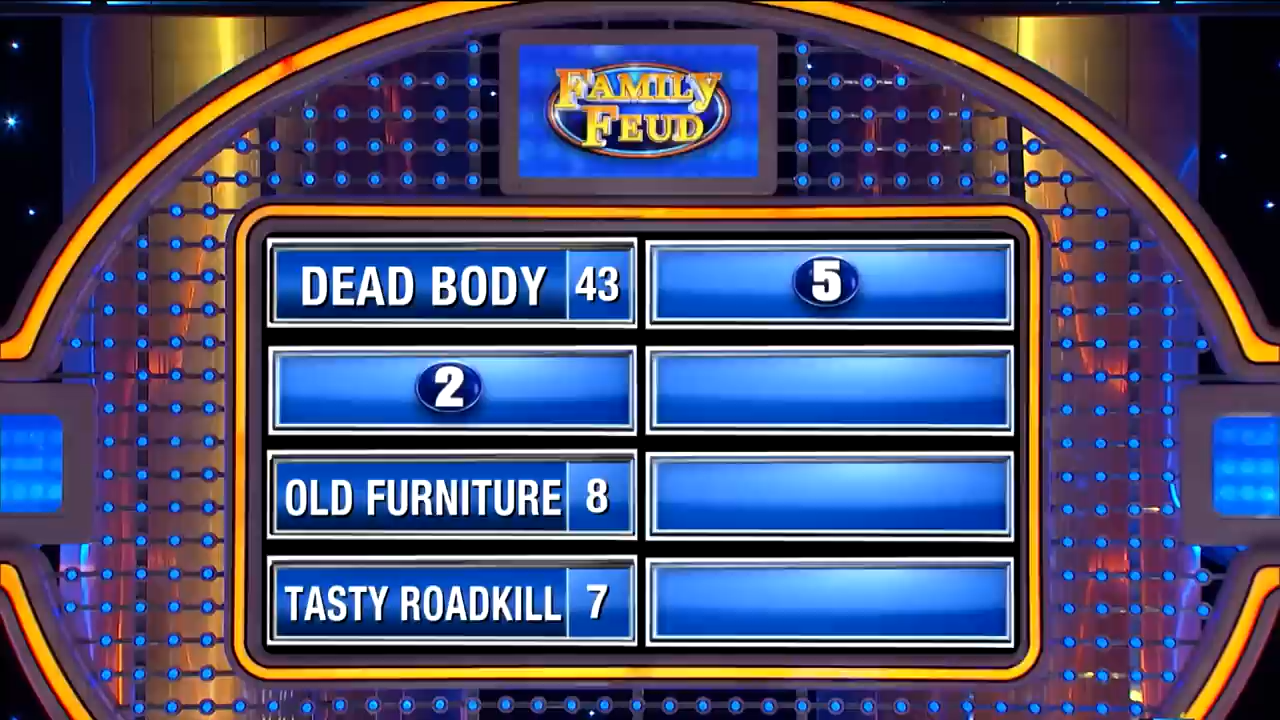 FAMILY
FEUD
DEAD BODY 43
5
2
OLD FURNITURE 8
TASTY ROADKILL 7